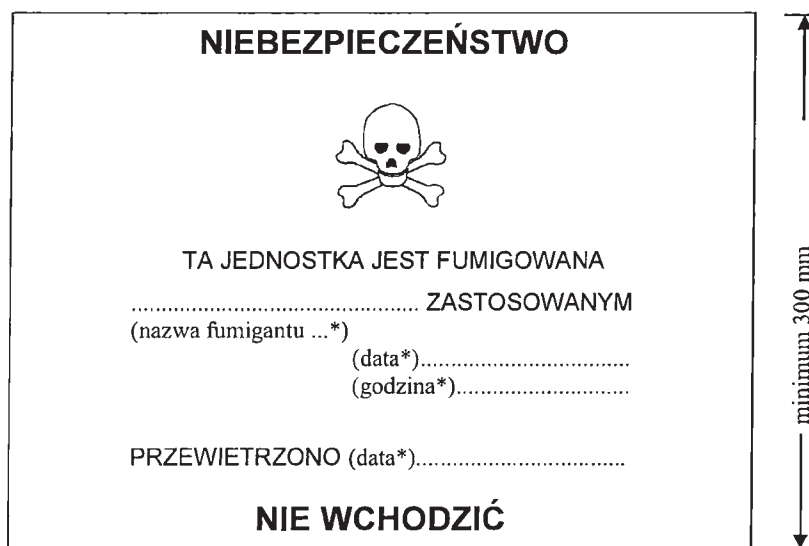 NIEBEZPIECZEŃSTWO
TA JEDNOSTKA JEST FUMIGOWANA
............................................ ZASTOSOWANYM
(nazwa fumigantu ...*)
(data*)................................
(godzina*)...........................
PRZEWIETRZONO (data*)................................
NIE WCHODZIĆ
minimum 300 mm